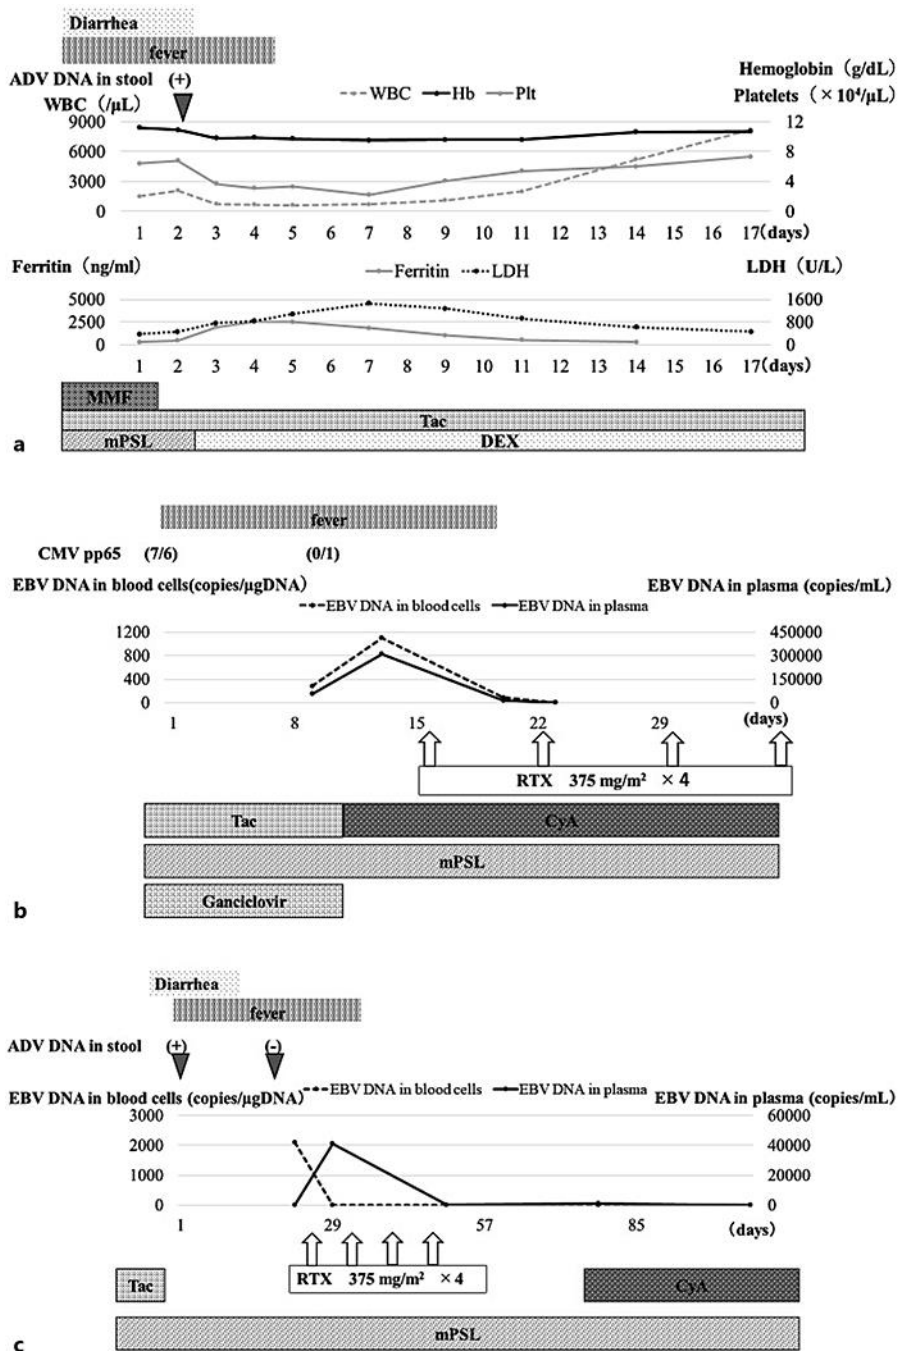 Diarrhea
fever
ADV DNA in stool (+)
Hemoglobin (g/dL)
WBC (/μL) WBC Hb Plt Platelets (×10⁴/μL)
9000 12
6000 8
3000 4
0 0
1 2 3 4 5 7 8 9 10 11 12 13 14 15 16 17(days)
Ferritin (ng/ml) Ferritin LDH LDH (U/L)
5000 1600
2500 800
0 0
1 2 3 4 5 7 8 9 10 11 12 13 14 15 16 17(days)
MMF
Tac
a mPSL DEX
fever
CMV pp65 (7/6) (0/1)
EBV DNA in blood cells(copies/μgDNA) EBV DNA in plasma (copies/mL)
EBV DNA in blood cells EBV DNA in plasma
1200 450000
800 300000
400 150000
0 0
1 8 15 22 29 (days)
RTX 375 mg/m² ×4
Tac CyA
mPSL
Ganciclovir
b
Diarrhea
fever
ADV DNA in stool (+) (-)
EBV DNA in blood cells EBV DNA in plasma
EBV DNA in blood cells (copies/μgDNA) EBV DNA in plasma (copies/mL)
3000 60000
2000 40000
1000 20000
0 0
1 29 57 85 (days)
RTX 375 mg/m² ×4
Tac CyA
mPSL
c